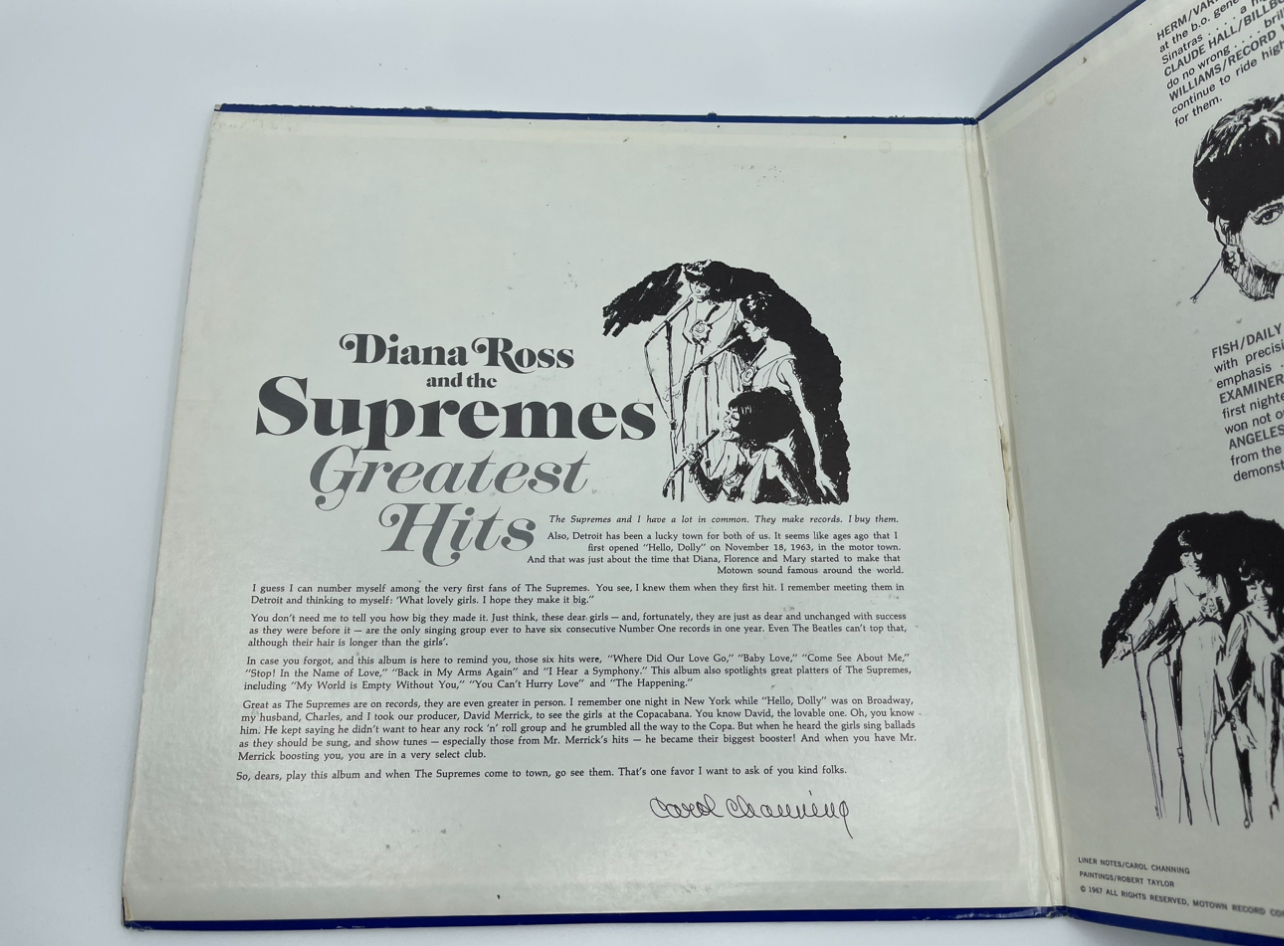 Diana Ross
and the
Supremes
Greatest
Hits
The Supremes and I have a lot in common. They make records. I buy them.
Also, Detroit has been a lucky town for both of us. It seems like ages ago that I
first opened "Hello, Dolly" on November 18, 1963, in the motor town.
And that was just about the time that Diana, Florence and Mary started to make that
Motown sound famous around the world.
I guess I can number myself among the very first fans of The Supremes. You see, I knew them when they first hit. I remember meeting them in
Detroit and thinking to myself: 'What lovely girls. I hope they make it big."
You don't need me to tell you how big they made it. Just think, these dear girls — and, fortunately, they are just as dear and unchanged with success
as they were before it — are the only singing group ever to have six consecutive Number One records in one year. Even The Beatles can't top that,
although their hair is longer than the girls'.
In case you forgot, and this album is here to remind you, those six hits were, "Where Did Our Love Go," "Baby Love," "Come See About Me,"
"Stop! In the Name of Love," "Back in My Arms Again" and "I Hear a Symphony." This album also spotlights great platters of The Supremes,
including "My World is Empty Without You," "You Can't Hurry Love" and "The Happening."
Great as The Supremes are on records, they are even greater in person. I remember one night in New York while "Hello, Dolly" was on Broadway,
my husband, Charles, and I took our producer, David Merrick, to see the girls at the Copacabana. You know David, the lovable one. Oh, you know
him. He kept saying he didn't want to hear any rock 'n' roll group and he grumbled all the way to the Copa. But when he heard the girls sing ballads
as they should be sung, and show tunes — especially those from Mr. Merrick's hits — he became their biggest booster! And when you have Mr.
Merrick boosting you, you are in a very select club.
So, dears, play this album and when The Supremes come to town, go see them. That's one favor I want to ask of you kind folks.
Carol Channing
HERM/VAR
at the b.o. gene
Sinatras . . . . a
CLAUDE HALL/BILLBO
do no wrong . . . . bril
WILLIAMS/RECORD
continue to ride high
for them.
FISH/DAILY
with precisi
emphasis
EXAMINER
first nighte
won not o
ANGELES
from the
demonst
LINER NOTES/CAROL CHANNING
PAINTINGS/ROBERT TAYLOR
© 1967 ALL RIGHTS RESERVED, MOTOWN RECORD CO